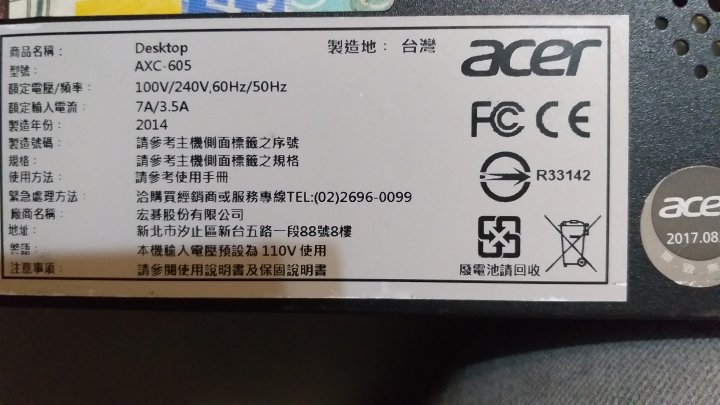 商品名稱： Desktop 製造地： 台灣
型號： AXC-605
額定電壓/頻率： 100V/240V,60Hz/50Hz
額定輸入電流： 7A/3.5A
製造年份： 2014
製造號碼： 請參考主機側面標籤之序號
規格： 請參考主機側面標籤之規格
使用方法： 請參考使用手冊
緊急處理方法： 洽購買經銷商或服務專線TEL:(02)2696-0099
廠商名稱： 宏碁股份有限公司
地址： 新北市汐止區新台五路一段88號8樓
警語： 本機輸入電壓預設為 110V 使用
注意事項： 請參閱使用說明書及保固說明書
acer
FC CE
R33142
廢電池請回收
ace
2017.08